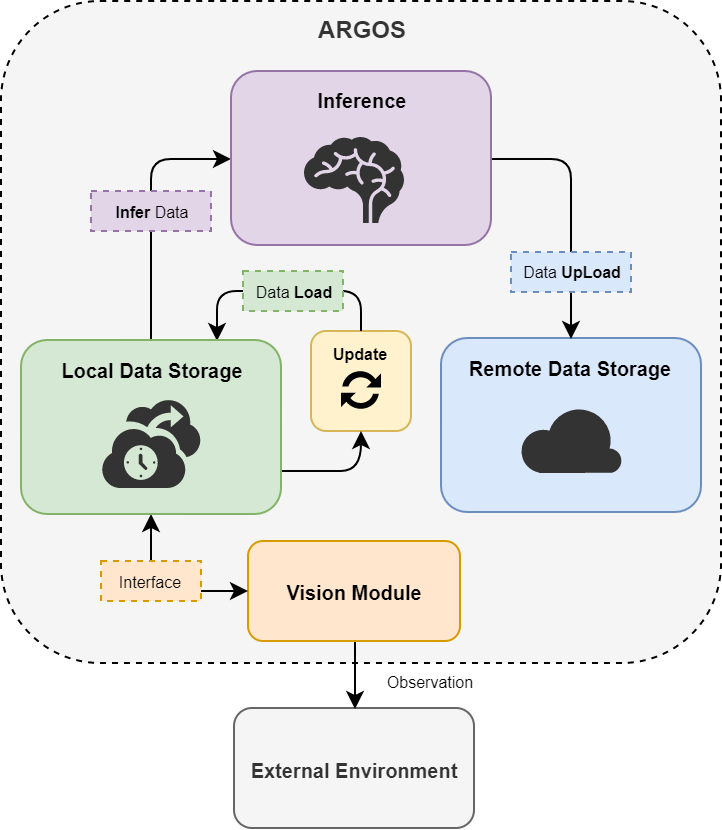 ARGOS
Inference
Infer Data
Data UpLoad
Data Load
Update
Local Data Storage
Remote Data Storage
Interface
Vision Module
Observation
External Environment